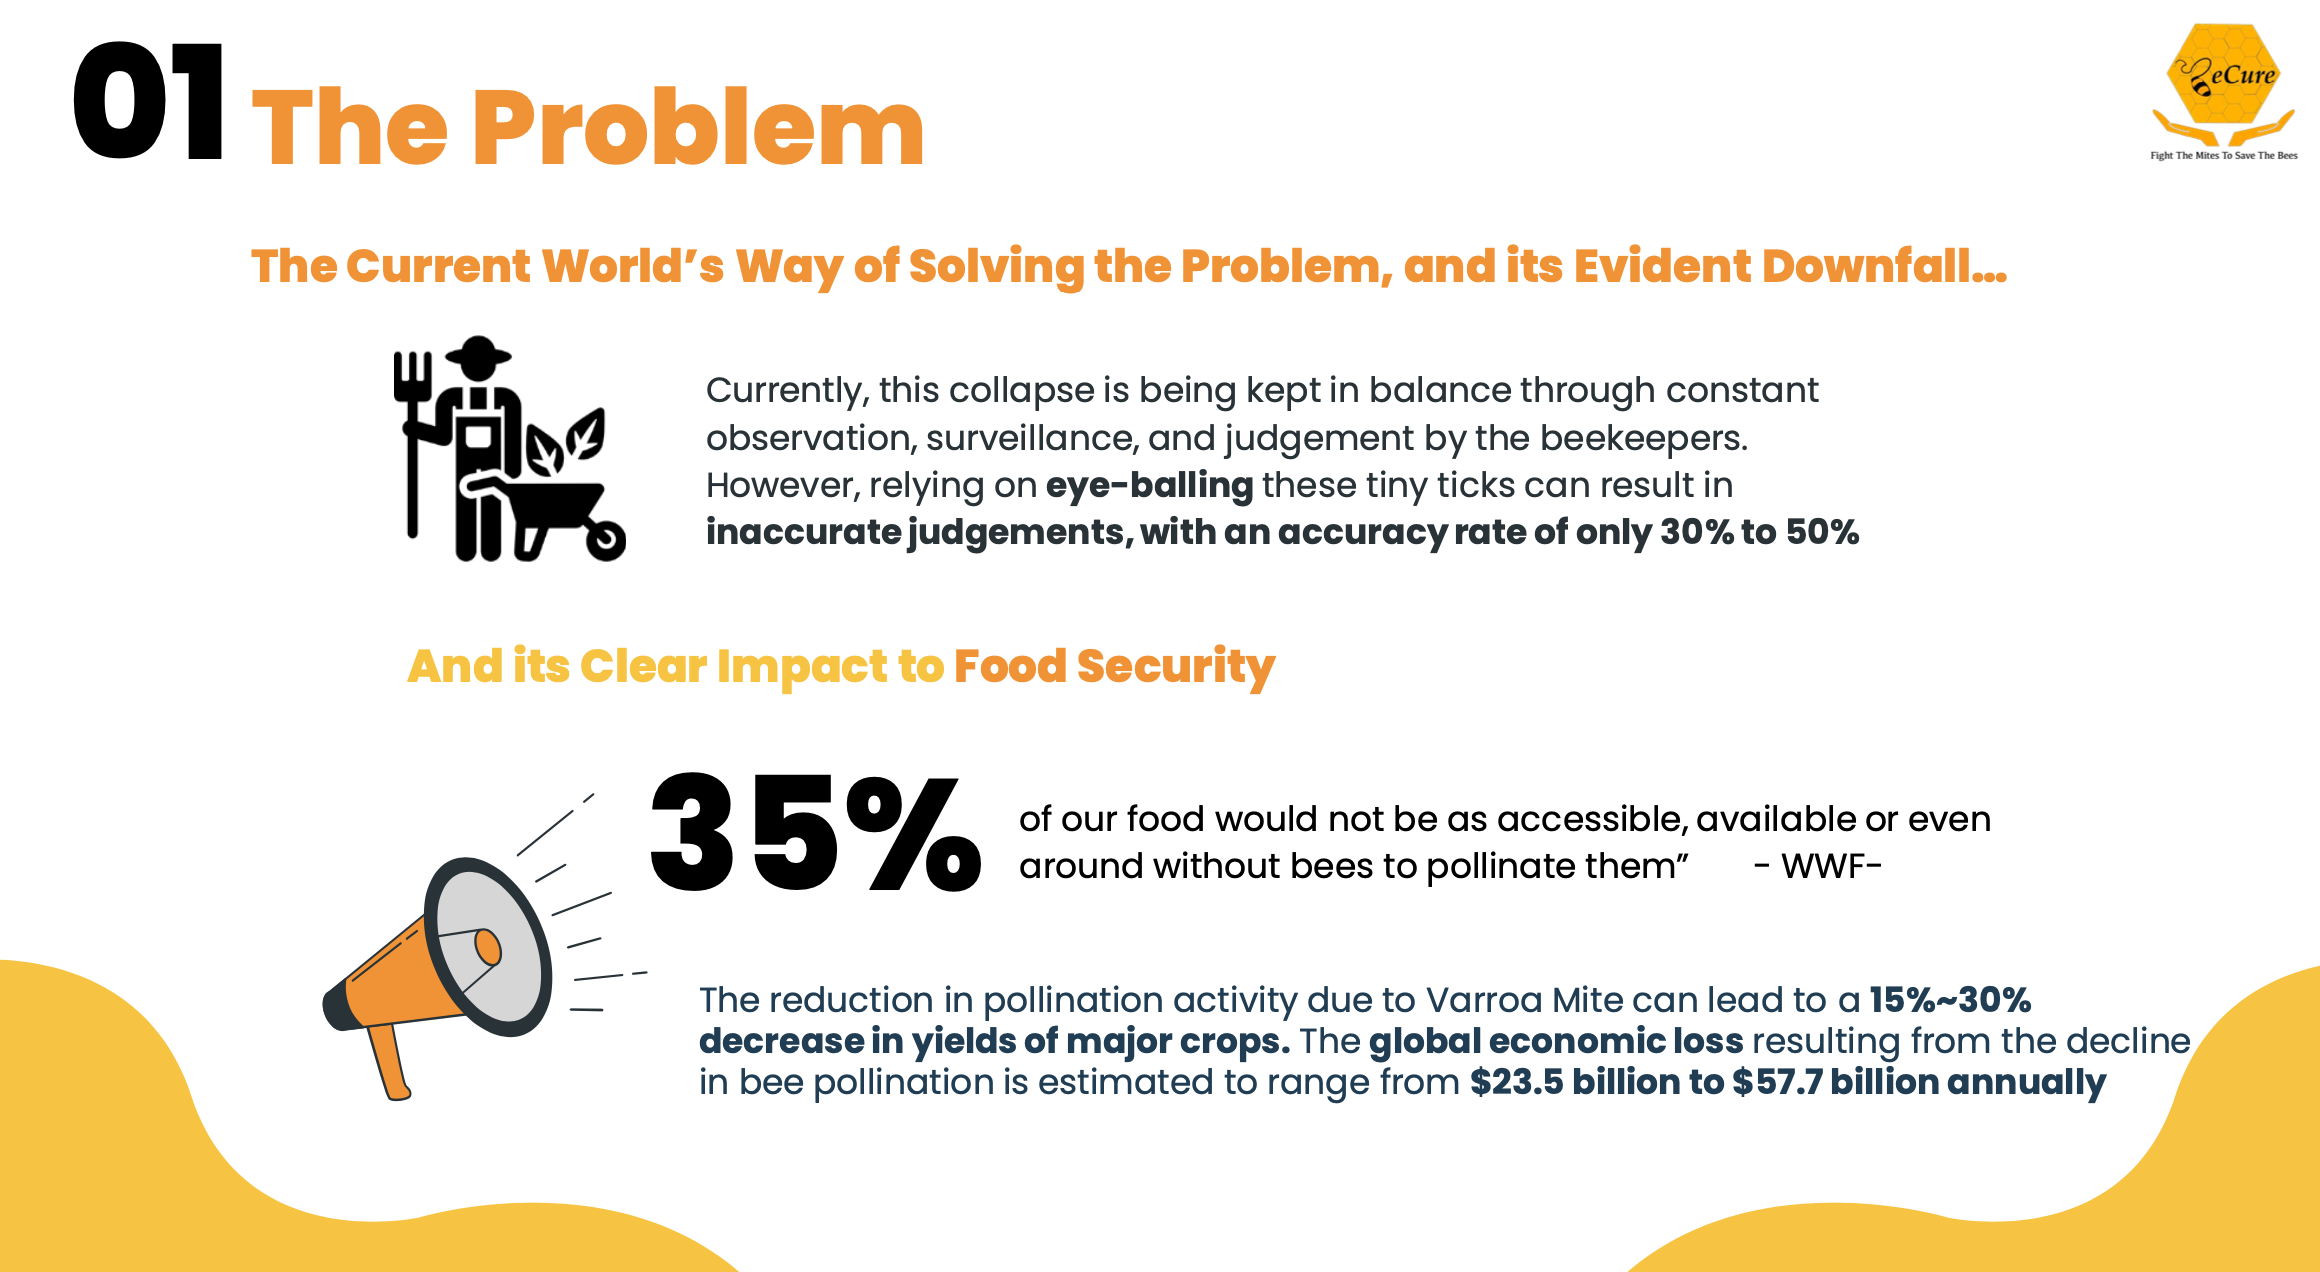 01 The Problem
BeCure
Fight The Mites To Save The Bees
The Current World’s Way of Solving the Problem, and its Evident Downfall...
Currently, this collapse is being kept in balance through constant
observation, surveillance, and judgement by the beekeepers.
However, relying on eye-balling these tiny ticks can result in
inaccurate judgements, with an accuracy rate of only 30% to 50%
And its Clear Impact to Food Security
35%
of our food would not be as accessible, available or even
around without bees to pollinate them” - WWF-
The reduction in pollination activity due to Varroa Mite can lead to a 15%~30%
decrease in yields of major crops. The global economic loss resulting from the decline
in bee pollination is estimated to range from $23.5 billion to $57.7 billion annually